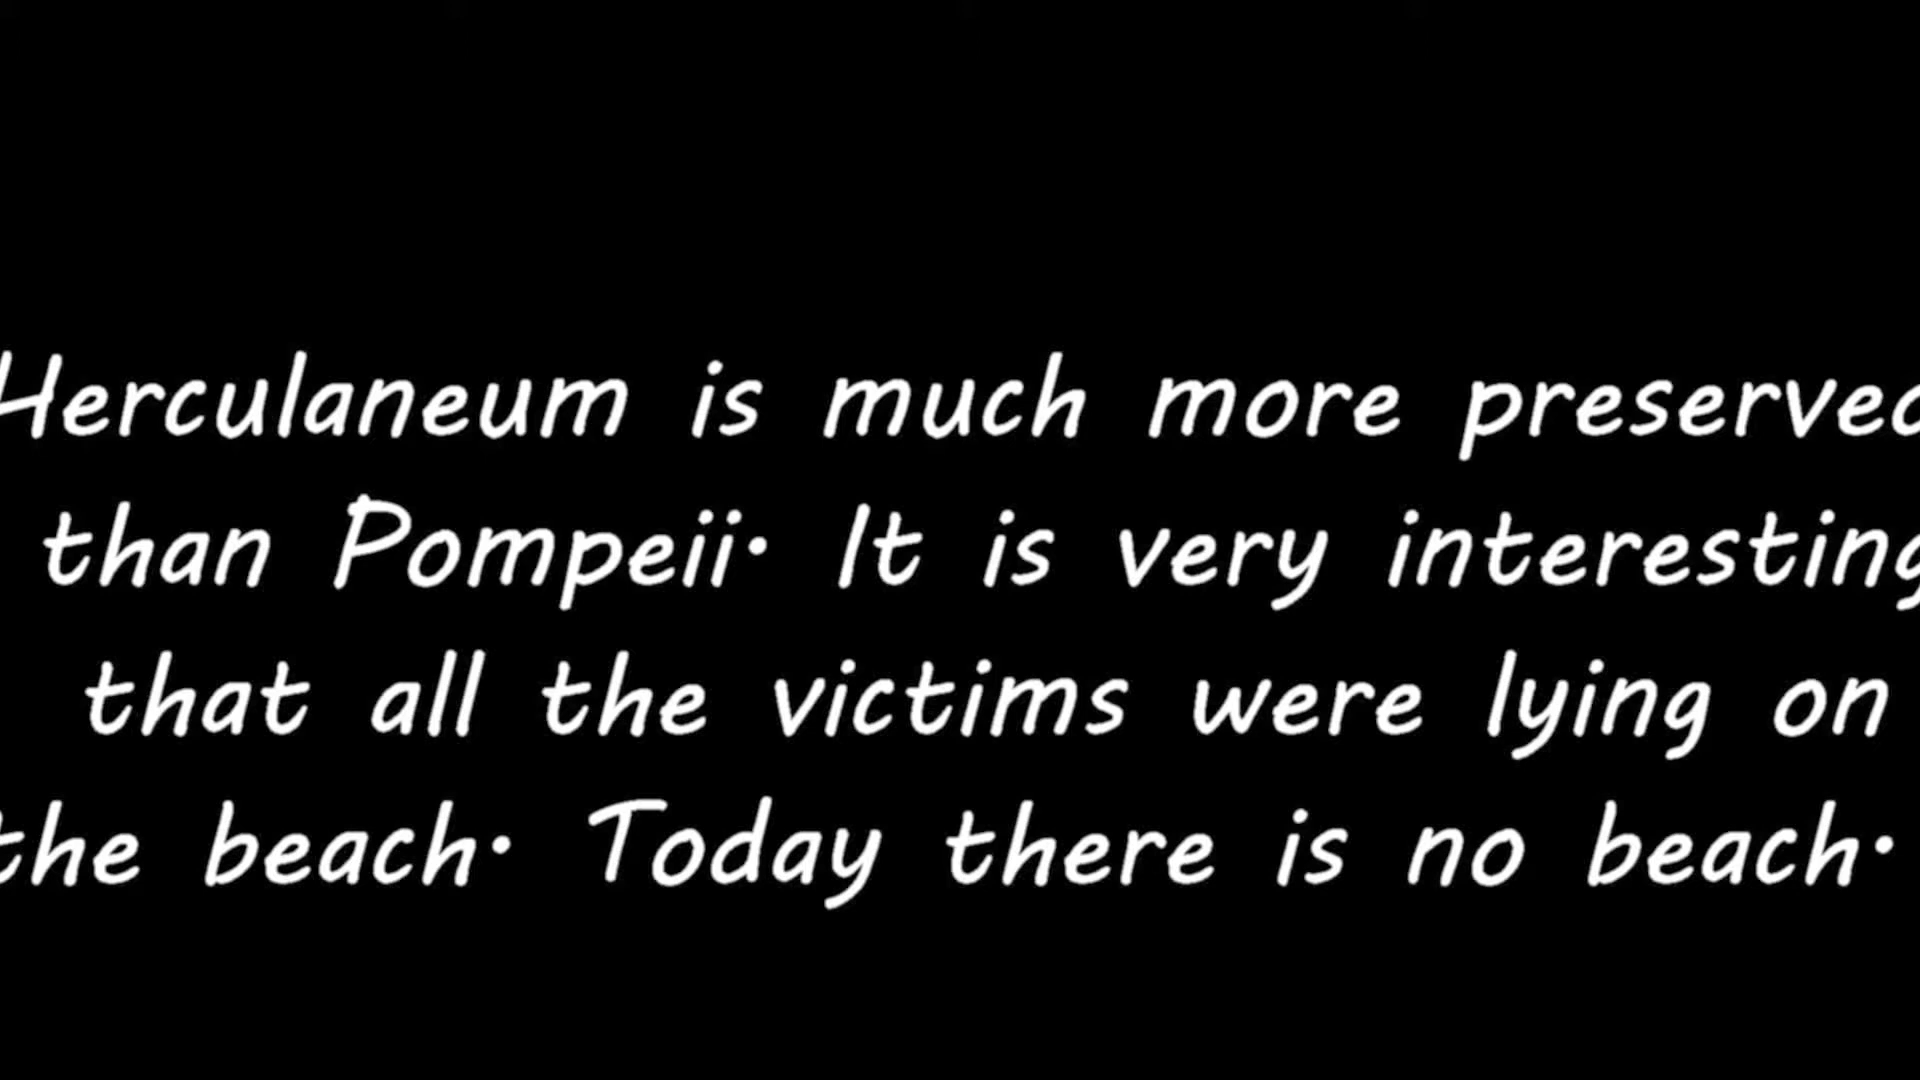 Herculaneum is much more preserved
than Pompeii. It is very interesting
that all the victims were lying on
the beach. Today there is no beach.